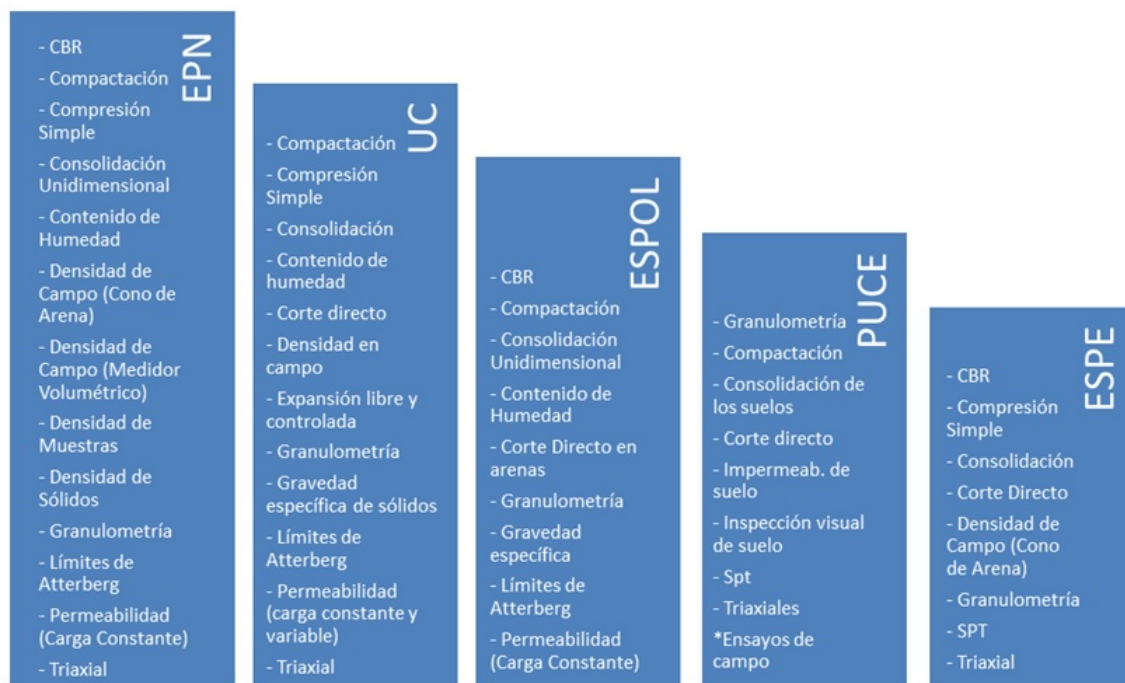 EPN
- CBR
- Compactación
- Compresión
Simple
- Consolidación
Unidimensional
- Contenido de
Humedad
- Densidad de
Campo (Cono de
Arena)
- Densidad de
Campo (Medidor
Volumétrico)
- Densidad de
Muestras
- Densidad de
Sólidos
- Granulometría
- Límites de
Atterberg
- Permeabilidad
(Carga Constante)
- Triaxial
UC
- Compactación
- Compresión
Simple
- Consolidación
- Contenido de
humedad
- Corte directo
- Densidad en
campo
- Expansión libre y
controlada
- Granulometría
- Gravedad
específica de sólidos
- Límites de
Atterberg
- Permeabilidad
(carga constante y
variable)
- Triaxial
ESPOL
- CBR
- Compactación
- Consolidación
Unidimensional
- Contenido de
Humedad
- Corte Directo en
arenas
- Granulometría
- Gravedad
específica
- Límites de
Atterberg
- Permeabilidad
(Carga Constante)
PUCE
- Granulometría
- Compactación
- Consolidación de
los suelos
- Corte directo
- Impermeab. de
suelo
- Inspección visual
de suelo
- Spt
- Triaxiales
*Ensayos de
campo
ESPE
- CBR
- Compresión
Simple
- Consolidación
- Corte Directo
- Densidad de
Campo (Cono
de Arena)
- Granulometría
- SPT
- Triaxial